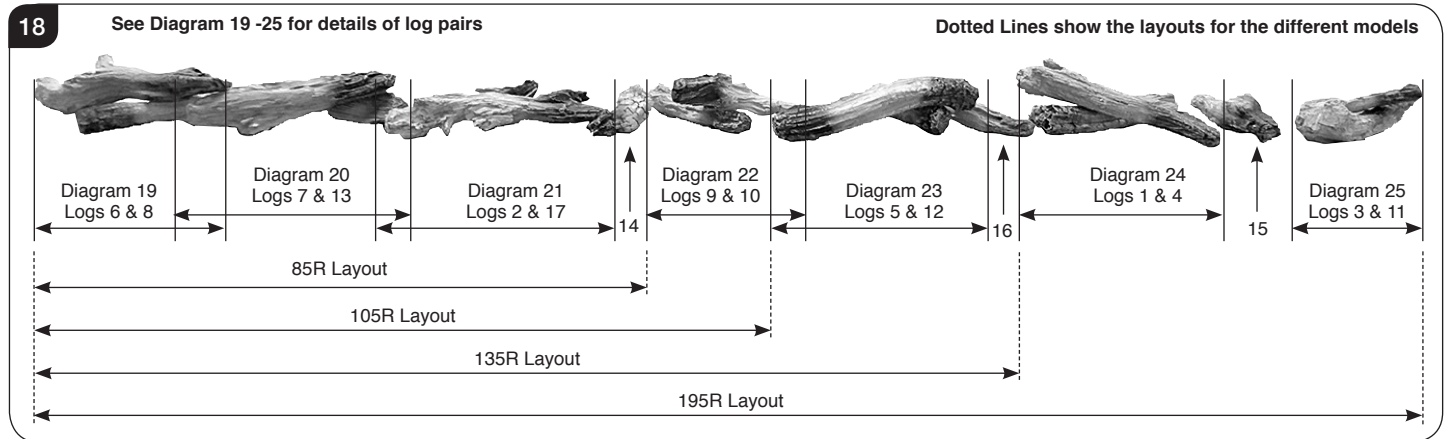 18
See Diagram 19 -25 for details of log pairs
Dotted Lines show the layouts for the different models
Diagram 19
Logs 6 & 8
Diagram 20
Logs 7 & 13
Diagram 21
Logs 2 & 17
14
Diagram 22
Logs 9 & 10
Diagram 23
Logs 5 & 12
16
Diagram 24
Logs 1 & 4
15
Diagram 25
Logs 3 & 11
85R Layout
105R Layout
135R Layout
195R Layout